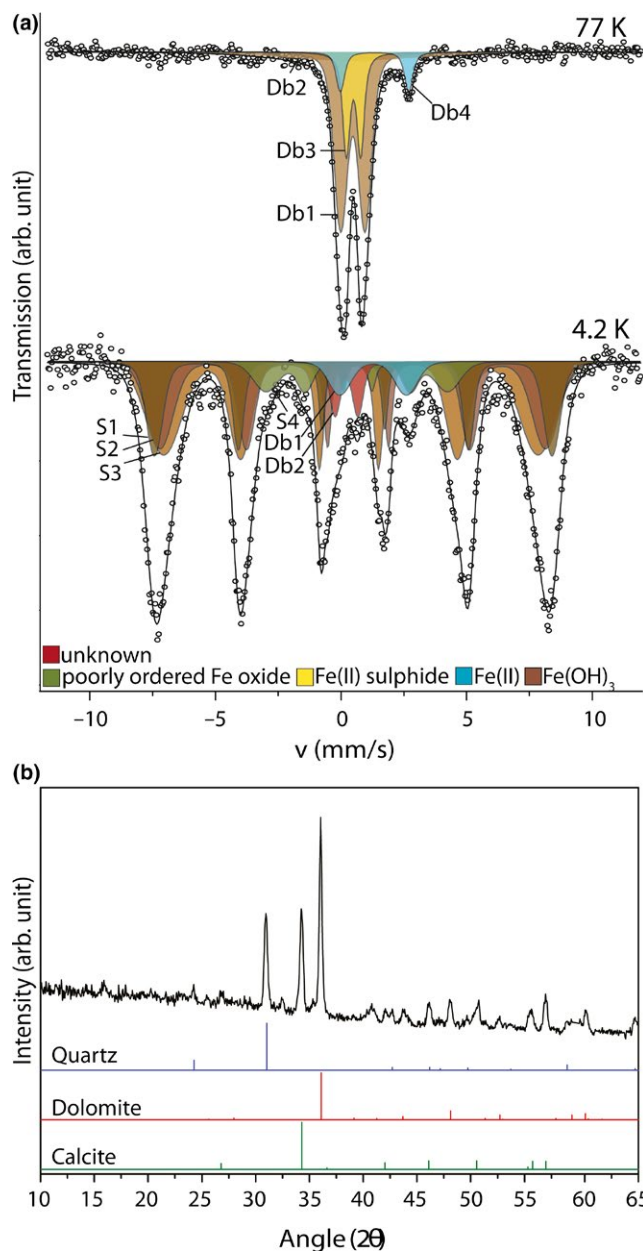 (a)
77 K
Db2
Db4
Db3
Db1
Transmission (arb. unit)
4.2 K
S1
S2
S3
S4
Db1
Db2
unknown
poorly ordered Fe oxide Fe(II) sulphide Fe(II) Fe(OH)₃
−10 −5 0 5 10
v (mm/s)
(b)
Intensity (arb. unit)
Quartz
Dolomite
Calcite
10 15 20 25 30 35 40 45 50 55 60 65
Angle (2θ)